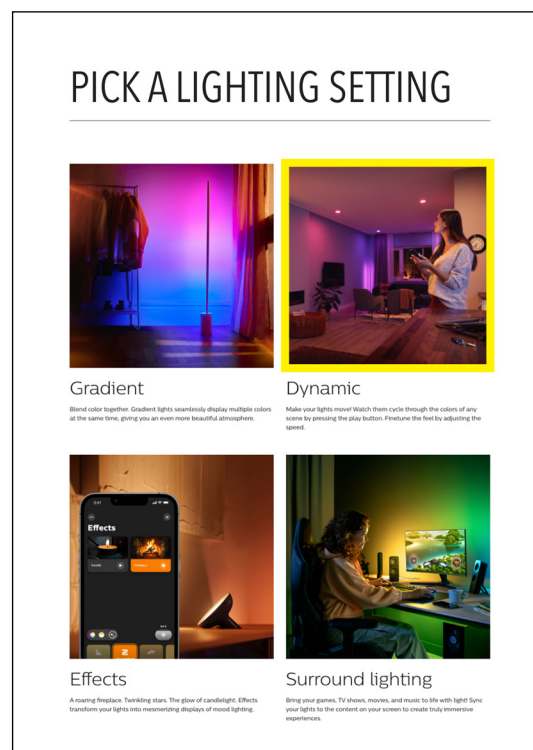 PICK A LIGHTING SETTING
Gradient
Blend color together. Gradient lights seamlessly display multiple colors
at the same time, giving you an even more beautiful atmosphere.
Dynamic
Make your lights move! Watch them cycle through the colors of any
scene by pressing the play button. Finetune the feel by adjusting the
speed.
9:41
Effects
Candle
Fireplace
Effects
A roaring fireplace. Twinkling stars. The glow of candlelight. Effects
transform your lights into mesmerizing displays of mood lighting.
Surround lighting
Bring your games, TV shows, movies, and music to life with light! Sync
your lights to the content on your screen to create truly immersive
experiences.